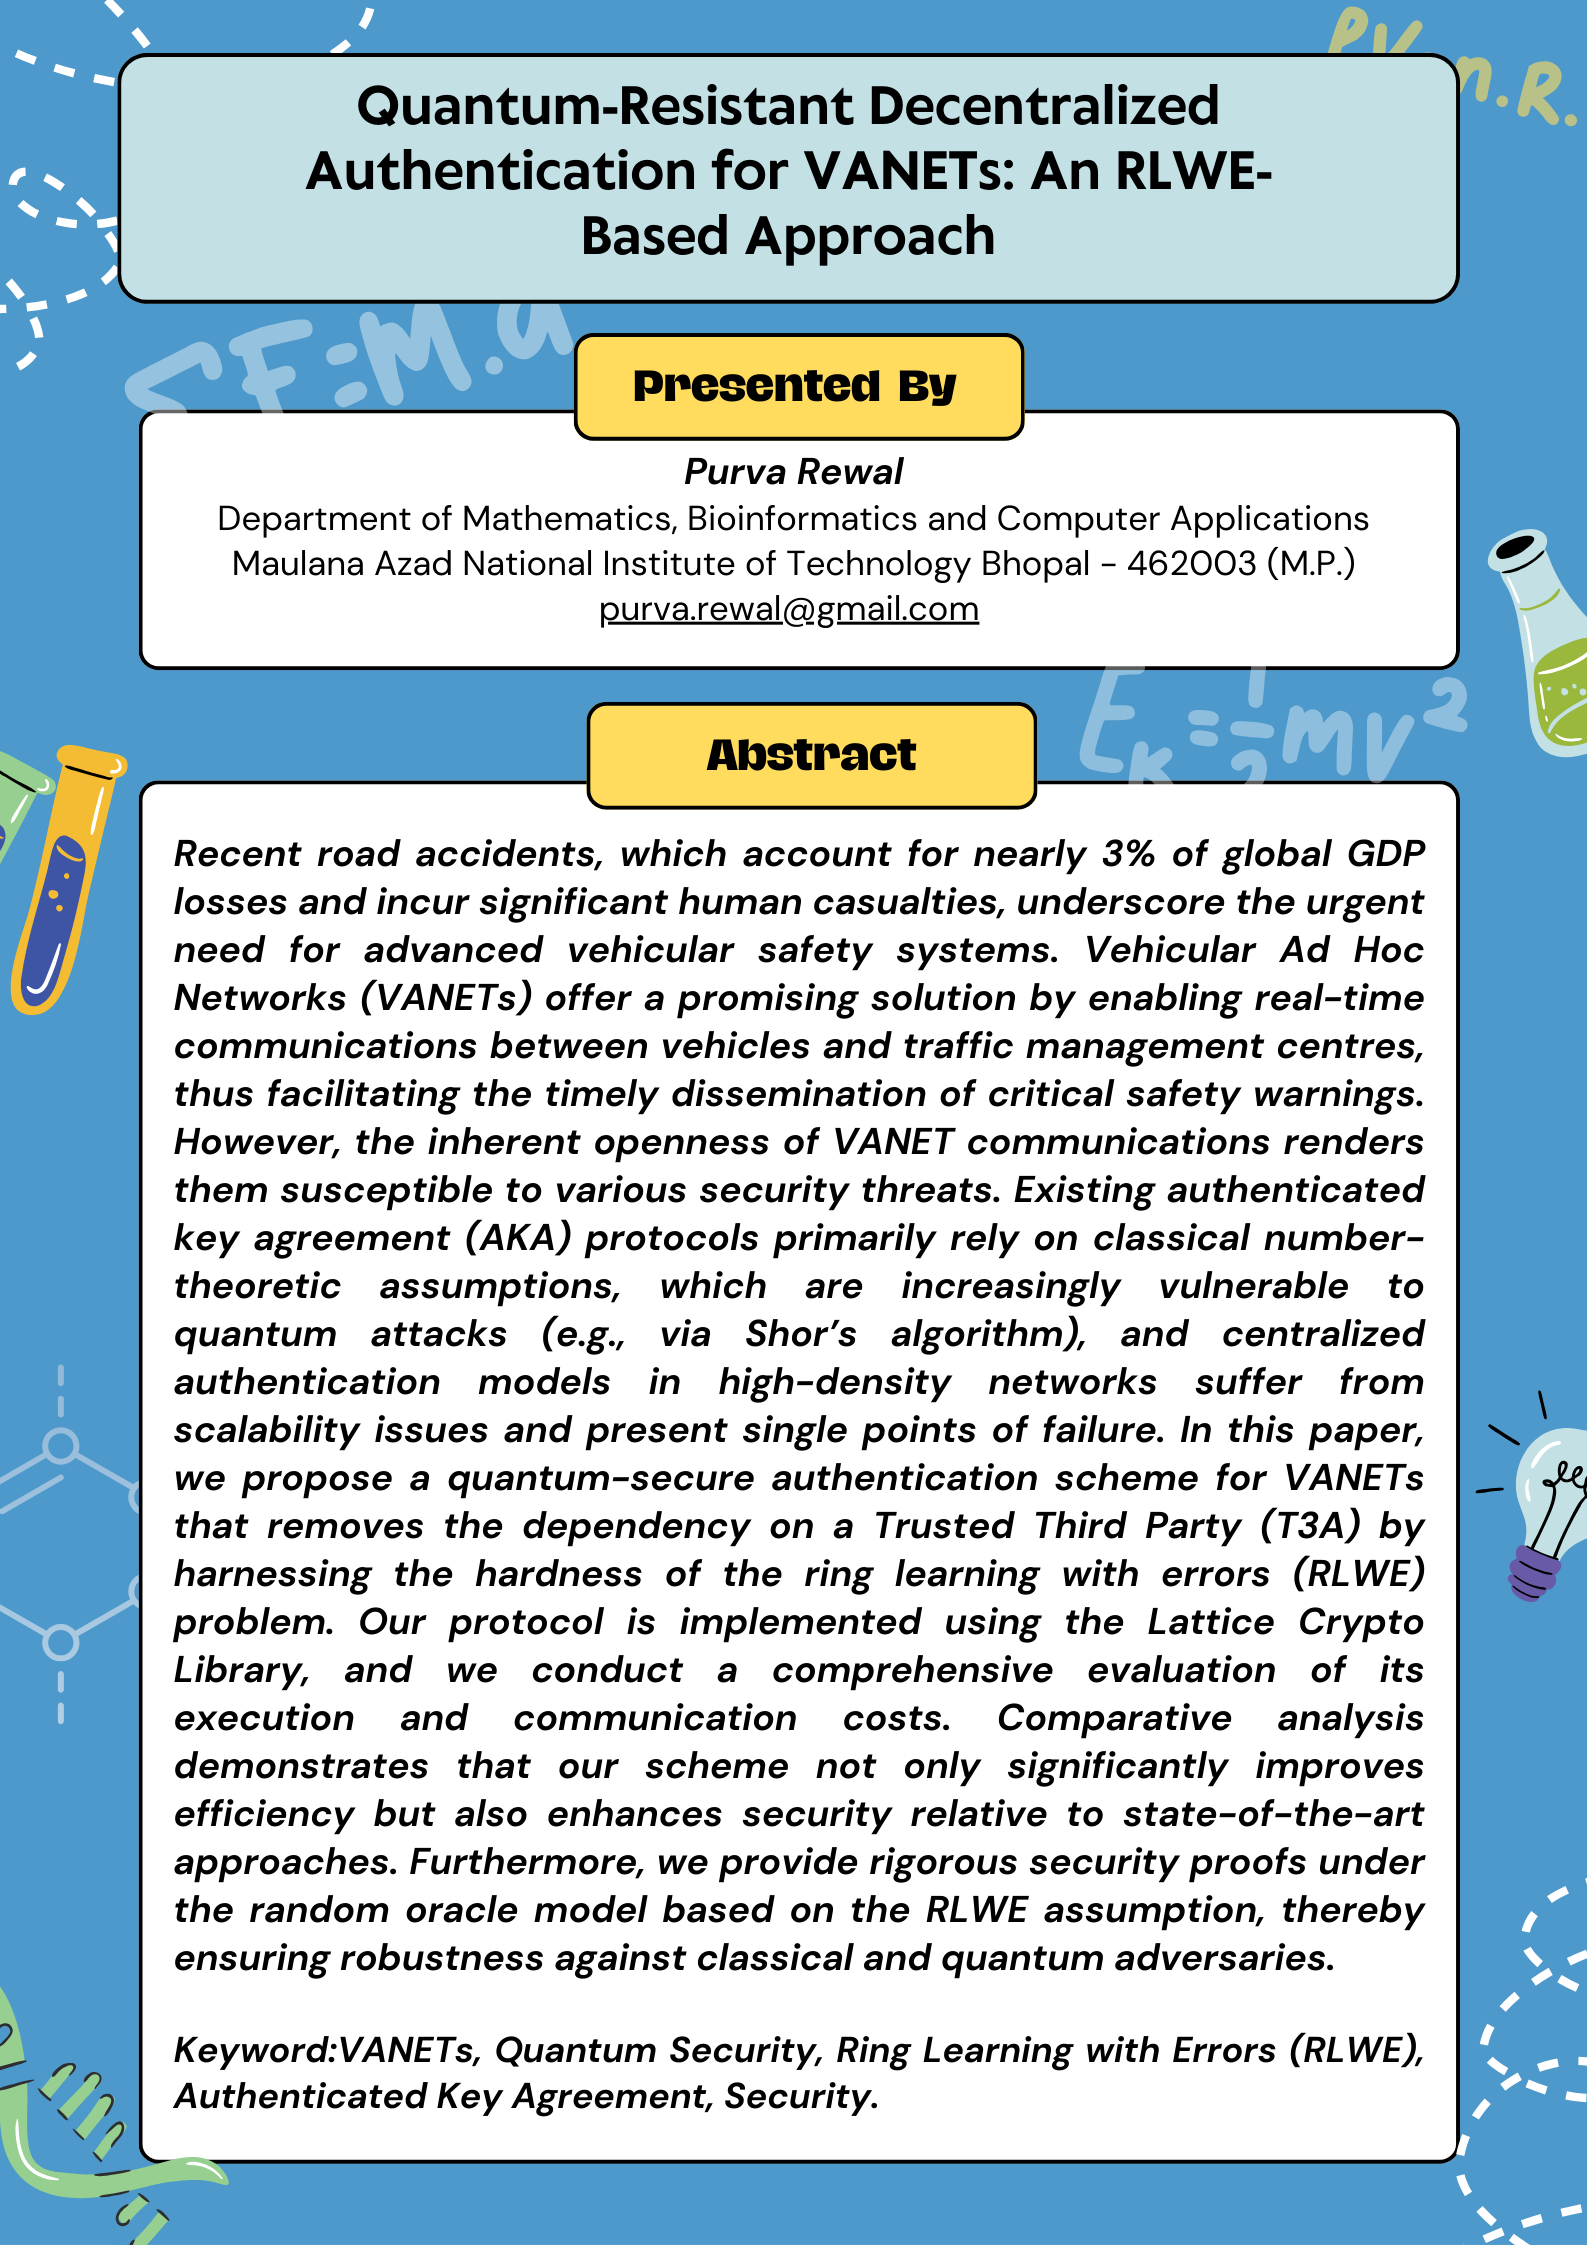 PV n.R.
Quantum-Resistant Decentralized
Authentication for VANETs: An RLWE-
Based Approach
ΣF=M.a
Presented By
Purva Rewal
Department of Mathematics, Bioinformatics and Computer Applications
Maulana Azad National Institute of Technology Bhopal - 462003 (M.P.)
purva.rewal@gmail.com
Eₖ=½mv²
Abstract
Recent road accidents, which account for nearly 3% of global GDP
losses and incur significant human casualties, underscore the urgent
need for advanced vehicular safety systems. Vehicular Ad Hoc
Networks (VANETs) offer a promising solution by enabling real-time
communications between vehicles and traffic management centres,
thus facilitating the timely dissemination of critical safety warnings.
However, the inherent openness of VANET communications renders
them susceptible to various security threats. Existing authenticated
key agreement (AKA) protocols primarily rely on classical number-
theoretic assumptions, which are increasingly vulnerable to
quantum attacks (e.g., via Shor's algorithm), and centralized
authentication models in high-density networks suffer from
scalability issues and present single points of failure. In this paper,
we propose a quantum-secure authentication scheme for VANETs
that removes the dependency on a Trusted Third Party (T3A) by
harnessing the hardness of the ring learning with errors (RLWE)
problem. Our protocol is implemented using the Lattice Crypto
Library, and we conduct a comprehensive evaluation of its
execution and communication costs. Comparative analysis
demonstrates that our scheme not only significantly improves
efficiency but also enhances security relative to state-of-the-art
approaches. Furthermore, we provide rigorous security proofs under
the random oracle model based on the RLWE assumption, thereby
ensuring robustness against classical and quantum adversaries.
Keyword:VANETs, Quantum Security, Ring Learning with Errors (RLWE),
Authenticated Key Agreement, Security.